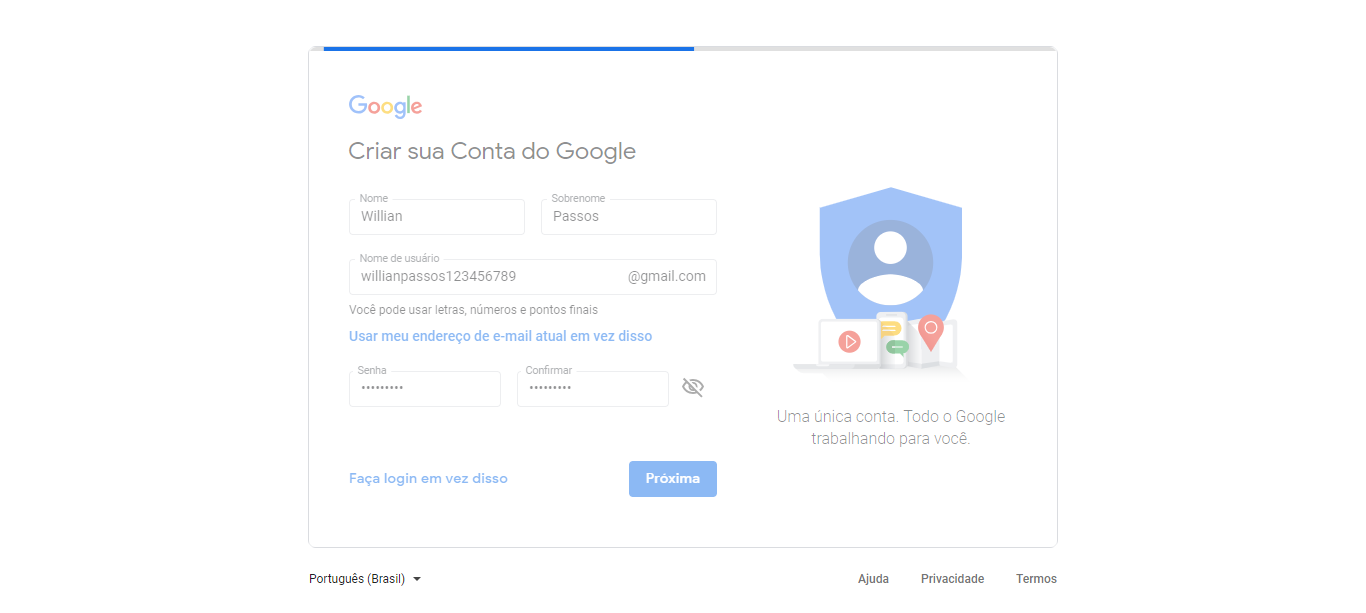 Google
Criar sua Conta do Google
Nome
Willian
Sobrenome
Passos
Nome de usuário
willianpassos123456789
@gmail.com
Você pode usar letras, números e pontos finais
Usar meu endereço de e-mail atual em vez disso
Senha
•••••••••
Confirmar
•••••••••
Faça login em vez disso
Próxima
Uma única conta. Todo o Google
trabalhando para você.
Português (Brasil)
Ajuda
Privacidade
Termos